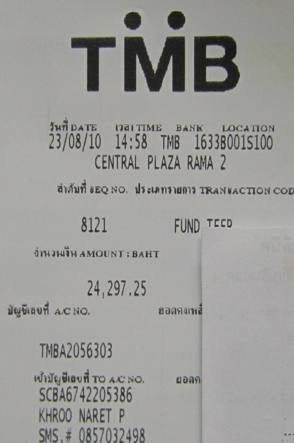 TMB
วันที่ DATE เวลา TIME BANK LOCATION
23/08/10 14:58 TMB 1633B001S100
CENTRAL PLAZA RAMA 2
ลำดับที่ SEQ NO. ประเภทรายการ TRANSACTION COD
8121 FUND
จำนวนเงิน AMOUNT : BAHT
24,297.25
บัญชีเลขที่ A/C NO.
TMBA2056303
เข้าบัญชีเลขที่ TO A/C NO. ยอดค
SCBA6742205386
KHROO NARET P
SMS,# 0857032498